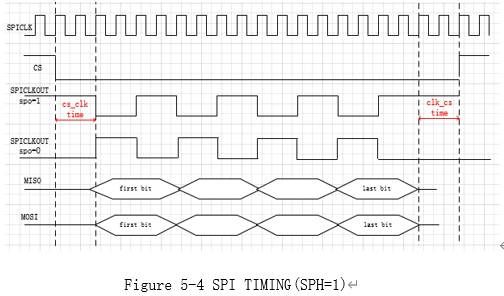 SPICLK
CS
SPICLKOUT
spo=1
cs_clk
time
clk_cs
time
SPICLKOUT
spo=0
MISO
first bit
last bit
MOSI
first bit
last bit
Figure 5-4 SPI TIMING(SPH=1)